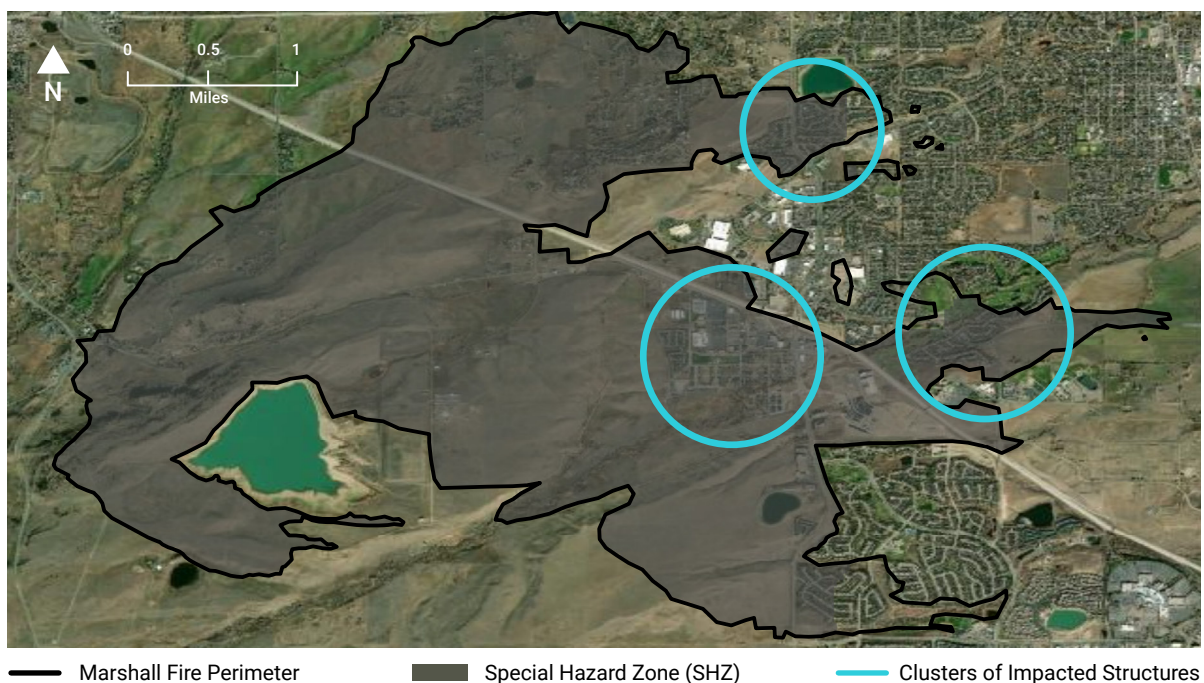 0 0.5 1
Miles
N
Marshall Fire Perimeter Special Hazard Zone (SHZ) Clusters of Impacted Structures